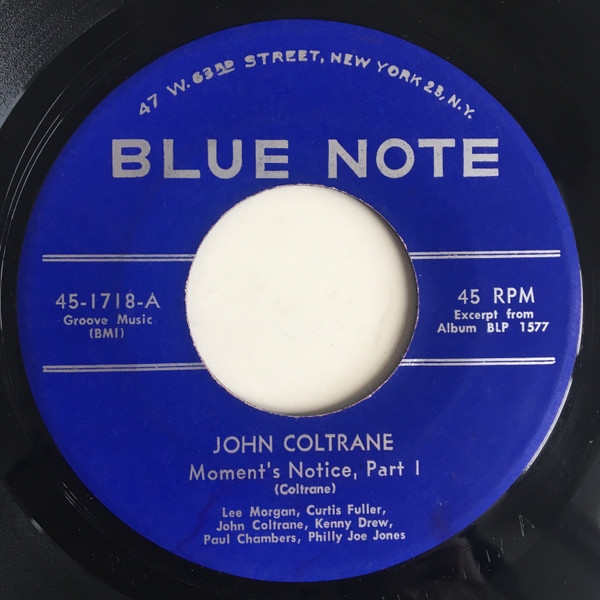 47 W. 63RD STREET, NEW YORK 23, N.Y.
BLUE NOTE
45-1718-A
Groove Music
(BMI)
45 RPM
Excerpt from
Album BLP 1577
JOHN COLTRANE
Moment's Notice, Part 1
(Coltrane)
Lee Morgan, Curtis Fuller,
John Coltrane, Kenny Drew,
Paul Chambers, Philly Joe Jones